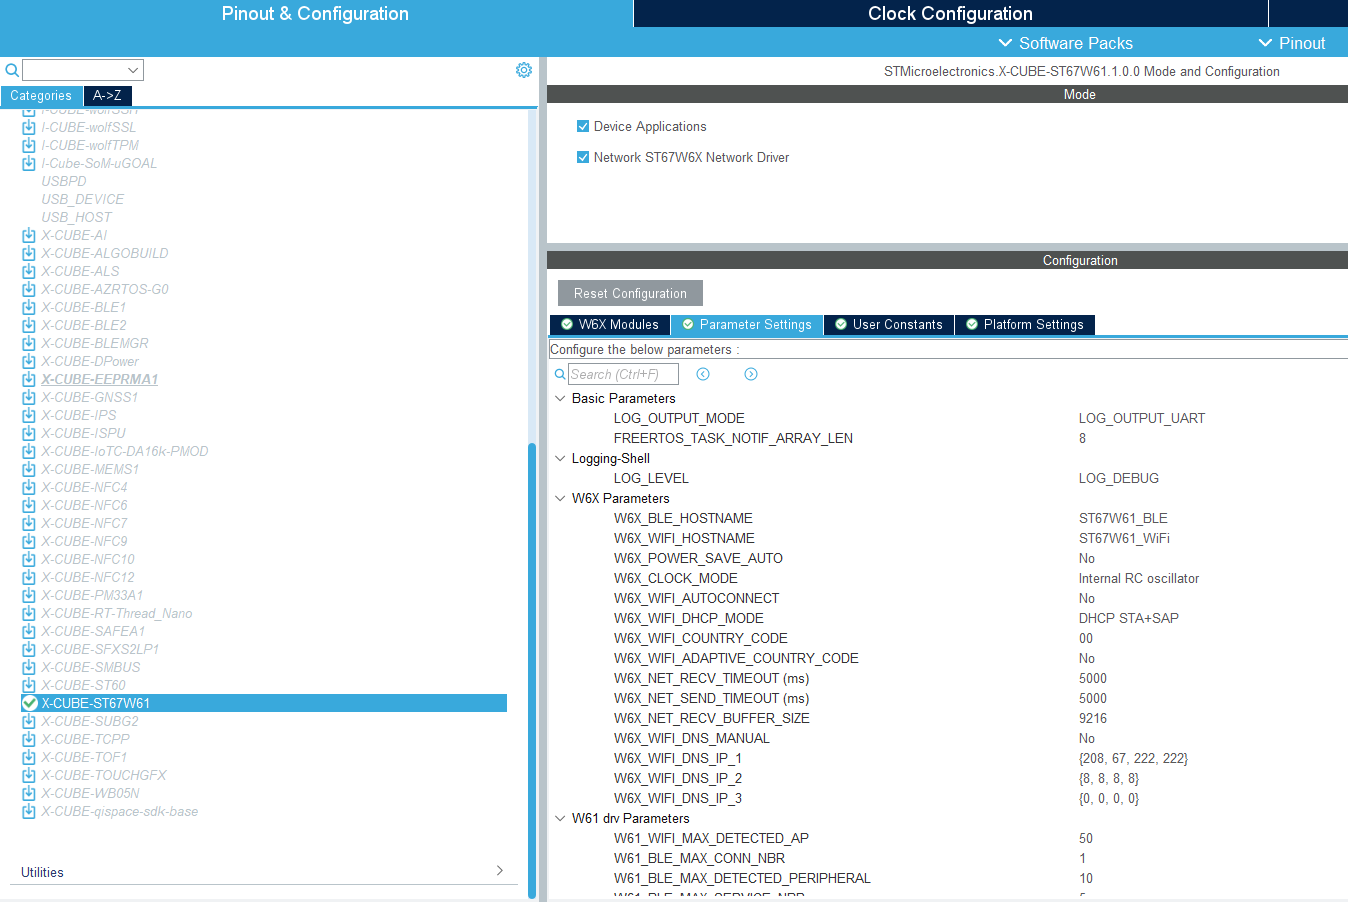 Pinout & Configuration
Clock Configuration
Software Packs
Pinout
STMicroelectronics.X-CUBE-ST67W61.1.0.0 Mode and Configuration
Categories
A->Z
I-CUBE-wolfSSH
I-CUBE-wolfSSL
I-CUBE-wolfTPM
I-Cube-SoM-uGOAL
USBPD
USB_DEVICE
USB_HOST
X-CUBE-AI
X-CUBE-ALGOBUILD
X-CUBE-ALS
X-CUBE-AZRTOS-G0
X-CUBE-BLE1
X-CUBE-BLE2
X-CUBE-BLEMGR
X-CUBE-DPower
X-CUBE-EEPRMA1
X-CUBE-GNSS1
X-CUBE-IPS
X-CUBE-ISPU
X-CUBE-IoTC-DA16k-PMOD
X-CUBE-MEMS1
X-CUBE-NFC4
X-CUBE-NFC6
X-CUBE-NFC7
X-CUBE-NFC9
X-CUBE-NFC10
X-CUBE-NFC12
X-CUBE-PM33A1
X-CUBE-RT-Thread_Nano
X-CUBE-SAFEA1
X-CUBE-SFXS2LP1
X-CUBE-SMBUS
X-CUBE-ST60
X-CUBE-ST67W61
X-CUBE-SUBG2
X-CUBE-TCPP
X-CUBE-TOF1
X-CUBE-TOUCHGFX
X-CUBE-WB05N
X-CUBE-qispace-sdk-base
Utilities
Mode
Device Applications
Network ST67W6X Network Driver
Configuration
Reset Configuration
W6X Modules
Parameter Settings
User Constants
Platform Settings
Configure the below parameters :
Search (Ctrl+F)
Basic Parameters
LOG_OUTPUT_MODE LOG_OUTPUT_UART
FREERTOS_TASK_NOTIF_ARRAY_LEN 8
Logging-Shell
LOG_LEVEL LOG_DEBUG
W6X Parameters
W6X_BLE_HOSTNAME ST67W61_BLE
W6X_WIFI_HOSTNAME ST67W61_WiFi
W6X_POWER_SAVE_AUTO No
W6X_CLOCK_MODE Internal RC oscillator
W6X_WIFI_AUTOCONNECT No
W6X_WIFI_DHCP_MODE DHCP STA+SAP
W6X_WIFI_COUNTRY_CODE 00
W6X_WIFI_ADAPTIVE_COUNTRY_CODE No
W6X_NET_RECV_TIMEOUT (ms) 5000
W6X_NET_SEND_TIMEOUT (ms) 5000
W6X_NET_RECV_BUFFER_SIZE 9216
W6X_WIFI_DNS_MANUAL No
W6X_WIFI_DNS_IP_1 {208, 67, 222, 222}
W6X_WIFI_DNS_IP_2 {8, 8, 8, 8}
W6X_WIFI_DNS_IP_3 {0, 0, 0, 0}
W61 drv Parameters
W61_WIFI_MAX_DETECTED_AP 50
W61_BLE_MAX_CONN_NBR 1
W61_BLE_MAX_DETECTED_PERIPHERAL 10
W61_BLE_MAX_SERVICE_NBR 5